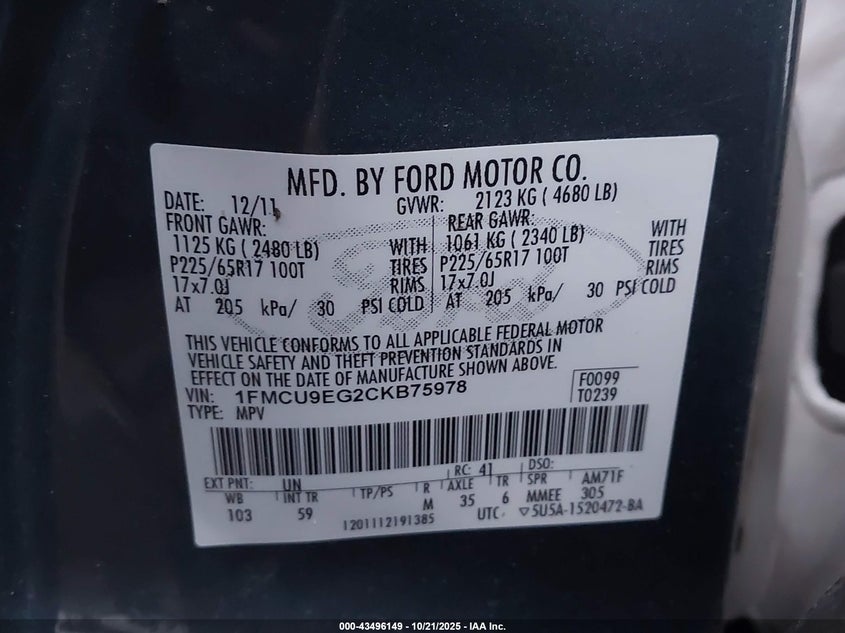 MFD. BY FORD MOTOR CO.
DATE: 12/11 GVWR: 2123 KG ( 4680 LB)
FRONT GAWR: REAR GAWR:
1125 KG ( 2480 LB) WITH 1061 KG ( 2340 LB) WITH
P225/65R17 100T TIRES P225/65R17 100T TIRES
17x7.0J RIMS 17x7.0J RIMS
AT 205 kPa/ 30 PSI COLD AT 205 kPa/ 30 PSI COLD
THIS VEHICLE CONFORMS TO ALL APPLICABLE FEDERAL MOTOR
VEHICLE SAFETY AND THEFT PREVENTION STANDARDS IN
EFFECT ON THE DATE OF MANUFACTURE SHOWN ABOVE.
VIN: 1FMCU9EG2CKB75978 F0099
TYPE: MPV T0239
EXT PNT: UN RC: 41 DSO:
WB INT TR TP/PS R AXLE TR SPR AM71F
103 59 M 35 6 MMEE 305
1201112191385 UTC ▽5U5A-1520472-BA
000-43496149 - 10/21/2025 - IAA Inc.